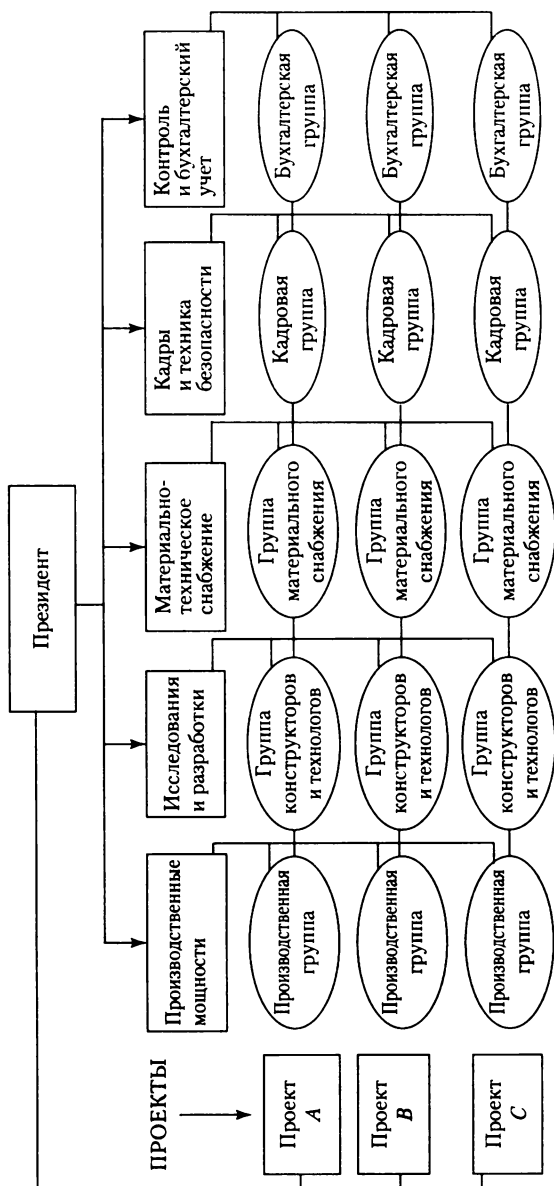 Президент
Производственные
мощности
Исследования
и разработки
Материально-
техническое
снабжение
Кадры
и техника
безопасности
Контроль
и бухгалтерский
учет
ПРОЕКТЫ
Проект
A
Производственная
группа
Группа
конструкторов
и технологов
Группа
материального
снабжения
Кадровая
группа
Бухгалтерская
группа
Проект
B
Производственная
группа
Группа
конструкторов
и технологов
Группа
материального
снабжения
Кадровая
группа
Бухгалтерская
группа
Проект
C
Производственная
группа
Группа
конструкторов
и технологов
Группа
материального
снабжения
Кадровая
группа
Бухгалтерская
группа